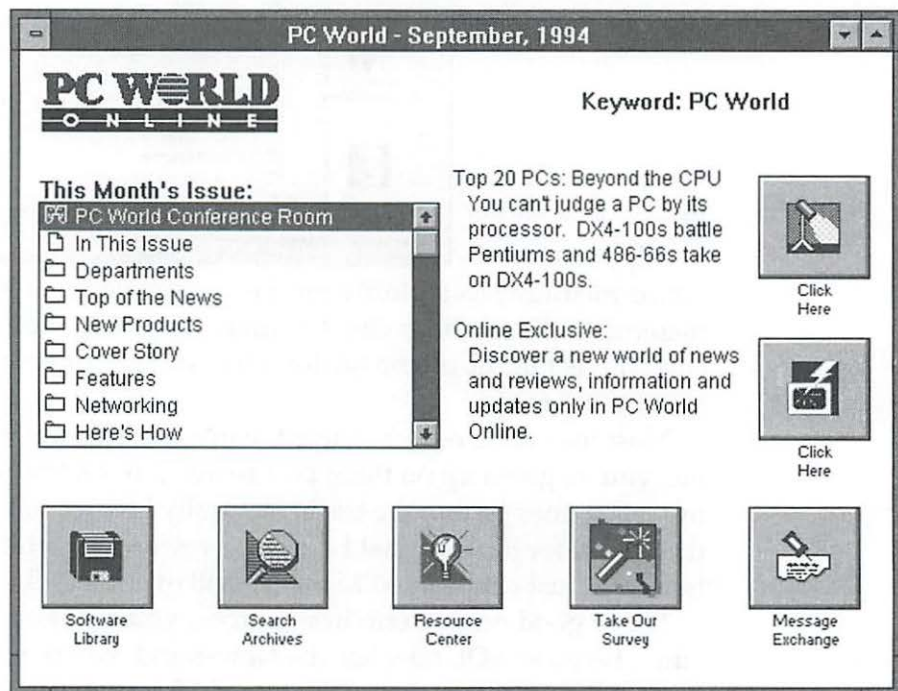 PC World - September, 1994
PC WORLD
ONLINE
Keyword: PC World
This Month's Issue:
PC World Conference Room
In This Issue
Departments
Top of the News
New Products
Cover Story
Features
Networking
Here's How
Top 20 PCs: Beyond the CPU
You can't judge a PC by its
processor. DX4-100s battle
Pentiums and 486-66s take
on DX4-100s.
Click
Here
Online Exclusive:
Discover a new world of news
and reviews, information and
updates only in PC World
Online.
Click
Here
Software
Library
Search
Archives
Resource
Center
Take Our
Survey
Message
Exchange